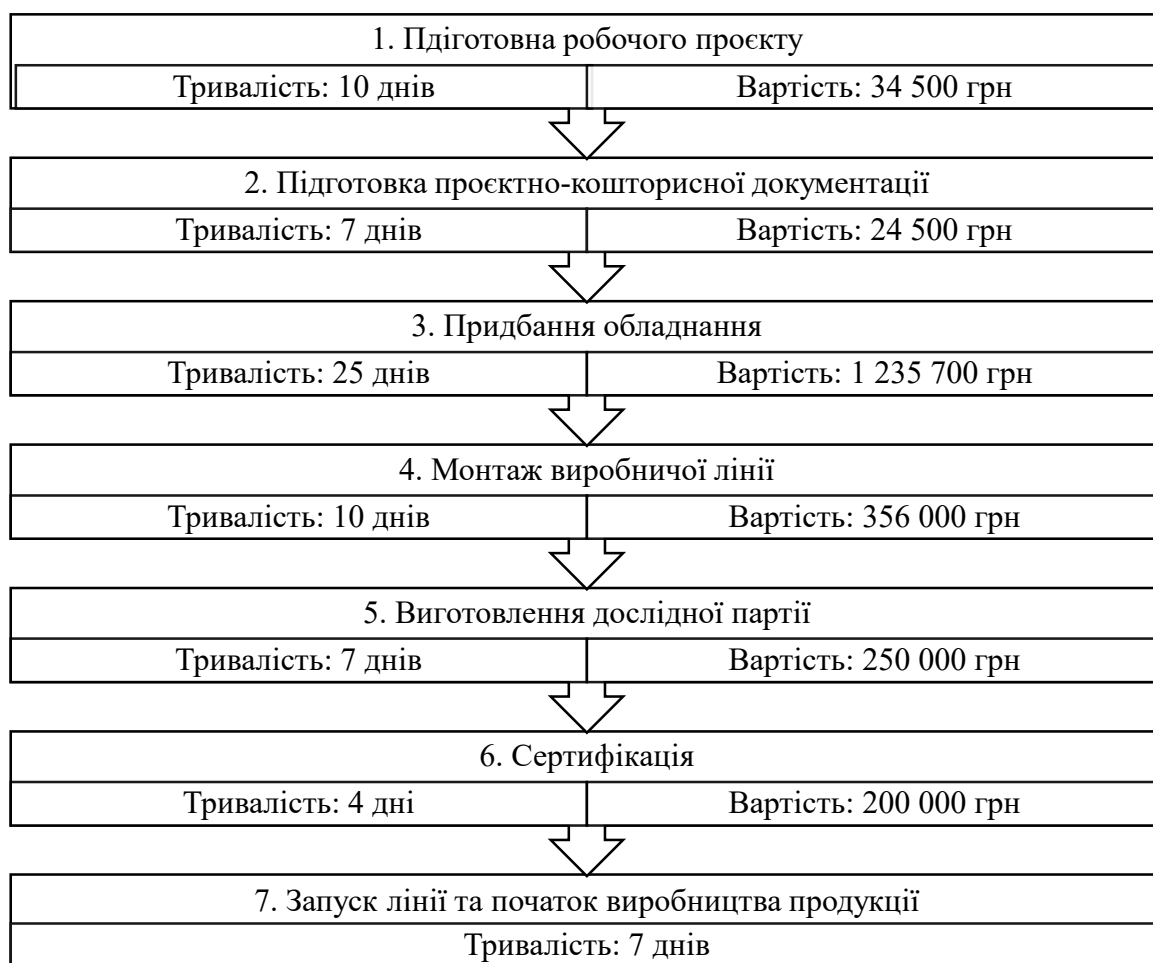 1. Пдіготовна робочого проєкту
Тривалість: 10 днів Вартість: 34 500 грн
2. Підготовка проєктно-кошторисної документації
Тривалість: 7 днів Вартість: 24 500 грн
3. Придбання обладнання
Тривалість: 25 днів Вартість: 1 235 700 грн
4. Монтаж виробничої лінії
Тривалість: 10 днів Вартість: 356 000 грн
5. Виготовлення дослідної партії
Тривалість: 7 днів Вартість: 250 000 грн
6. Сертифікація
Тривалість: 4 дні Вартість: 200 000 грн
7. Запуск лінії та початок виробництва продукції
Тривалість: 7 днів